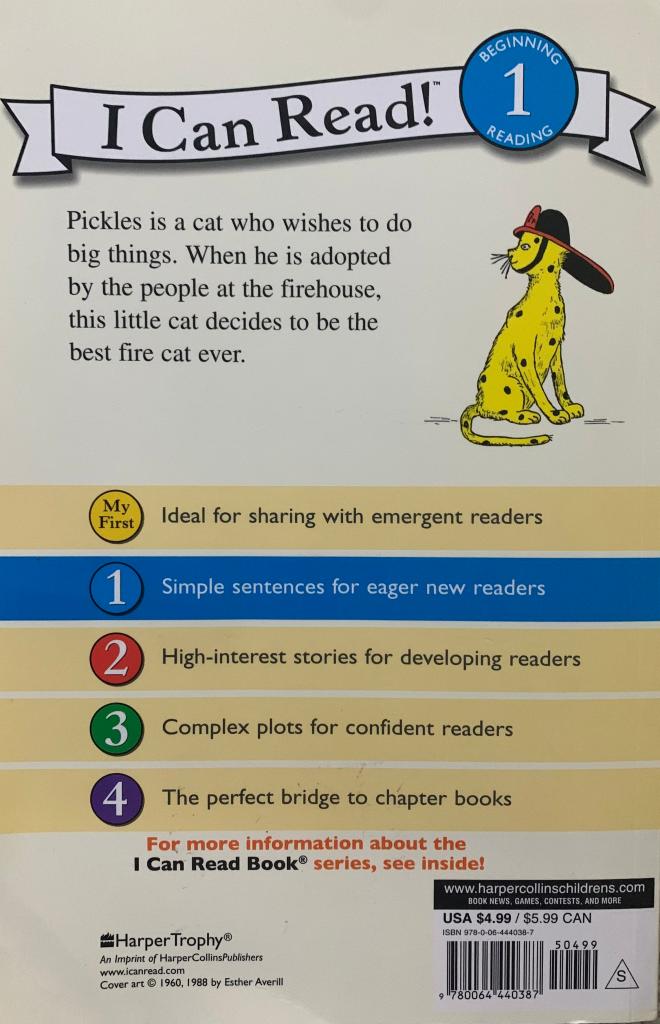 I Can Read!™
BEGINNING
1
READING
Pickles is a cat who wishes to do
big things. When he is adopted
by the people at the firehouse,
this little cat decides to be the
best fire cat ever.
My
First
Ideal for sharing with emergent readers
1
Simple sentences for eager new readers
2
High-interest stories for developing readers
3
Complex plots for confident readers
4
The perfect bridge to chapter books
For more information about the
I Can Read Book® series, see inside!
www.harpercollinschildrens.com
BOOK NEWS, GAMES, CONTESTS, AND MORE
USA $4.99 / $5.99 CAN
ISBN 978-0-06-444038-7
50499
9 780064 440387
S
HarperTrophy®
An Imprint of HarperCollinsPublishers
www.icanread.com
Cover art © 1960, 1988 by Esther Averill